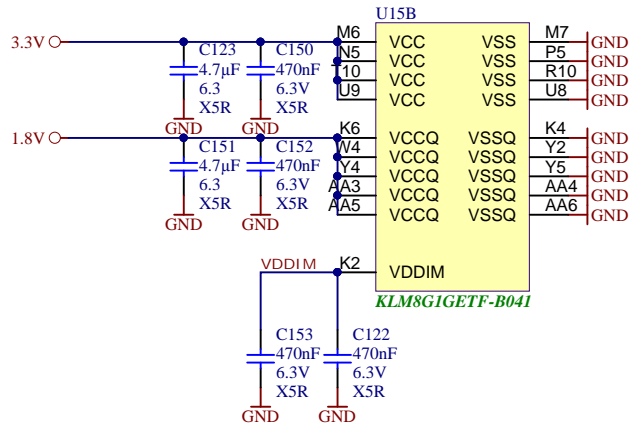 U15B
3.3V
C123
4.7µF
6.3
X5R
GND
C150
470nF
6.3V
X5R
GND
M6 VCC VSS M7 GND
N5 VCC VSS P5 GND
T10 VCC VSS R10 GND
U9 VCC VSS U8 GND
1.8V
C151
4.7µF
6.3
X5R
GND
C152
470nF
6.3V
X5R
GND
K6 VCCQ VSSQ K4 GND
W4 VCCQ VSSQ Y2 GND
Y4 VCCQ VSSQ Y5 GND
AA3 VCCQ VSSQ AA4 GND
AA5 VCCQ VSSQ AA6 GND
VDDIM K2 VDDIM
KLM8G1GETF-B041
C153
470nF
6.3V
X5R
GND
C122
470nF
6.3V
X5R
GND